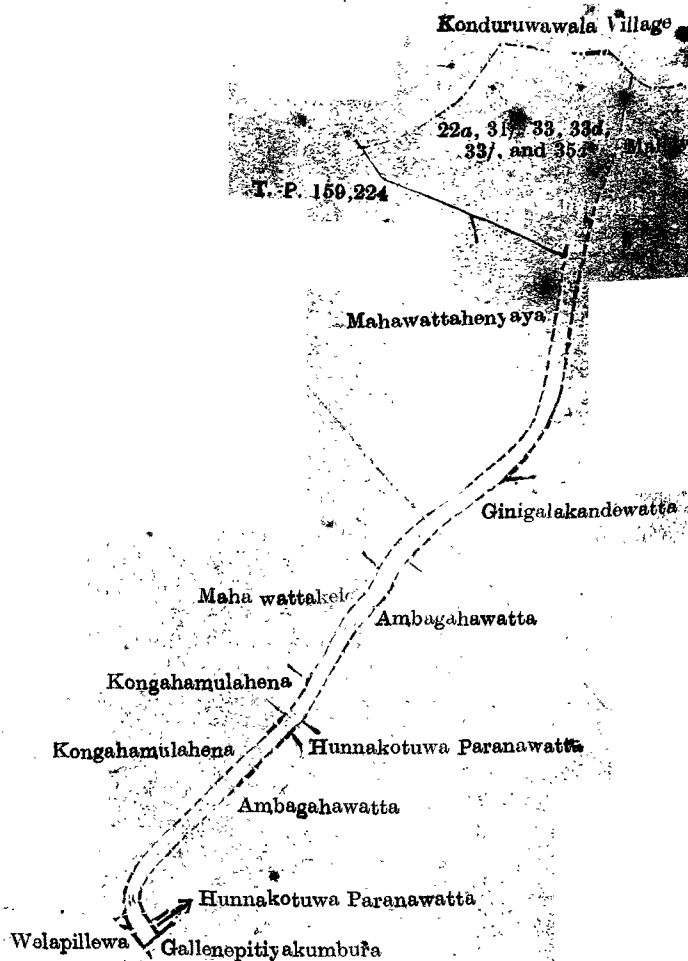 Konduruwawala Village
22a, 31 33, 33d,
33f, and 35
T. P. 159,224
Mahawattahenyaya
Ginigalakandewatta
Maha wattakele
Ambagahawatta
Kongahamulahena
Kongahamulahena
Hunnakotuwa Paranawatta
Ambagahawatta
Hunnakotuwa Paranawatta
Welapillewa
Gallenepitiyakumbura